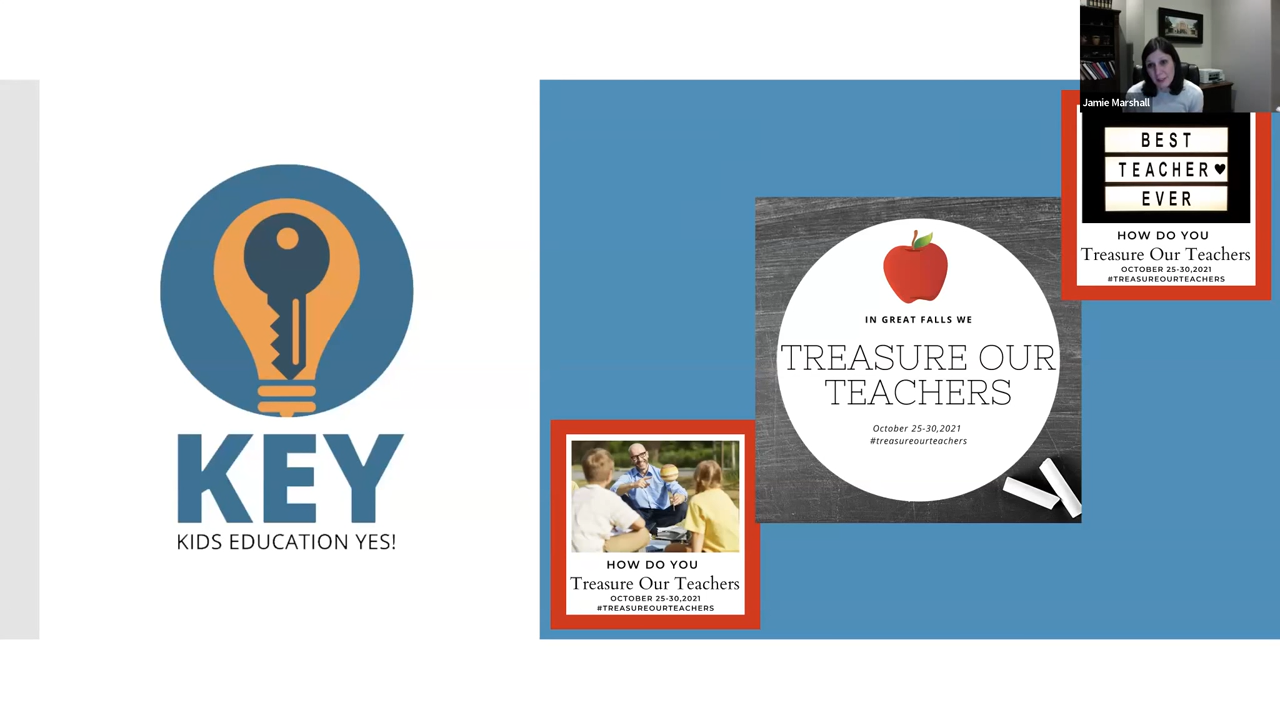 KEY
KIDS EDUCATION YES!
HOW DO YOU
Treasure Our Teachers
OCTOBER 25-30,2021
#TREASUREOURTEACHERS
IN GREAT FALLS WE
TREASURE OUR
TEACHERS
October 25-30,2021
#treasureourteachers
Jamie Marshall
BEST
TEACHER♥
EVER
HOW DO YOU
Treasure Our Teachers
OCTOBER 25-30,2021
#TREASUREOURTEACHERS